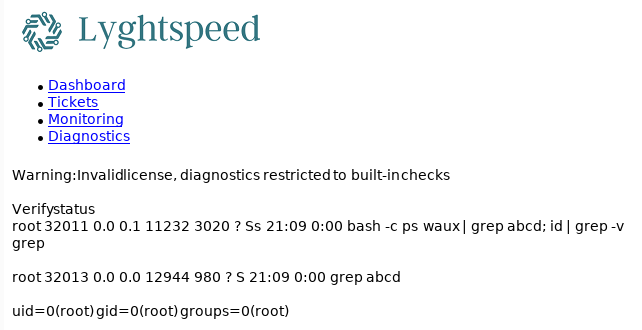 Lyghtspeed
Dashboard
Tickets
Monitoring
Diagnostics
Warning:Invalidlicense, diagnostics restricted to built-in checks
Verifystatus
root 32011 0.0 0.1 11232 3020 ? Ss 21:09 0:00 bash -c ps waux | grep abcd; id | grep -v
grep
root 32013 0.0 0.0 12944 980 ? S 21:09 0:00 grep abcd
uid=0(root) gid=0(root) groups=0(root)